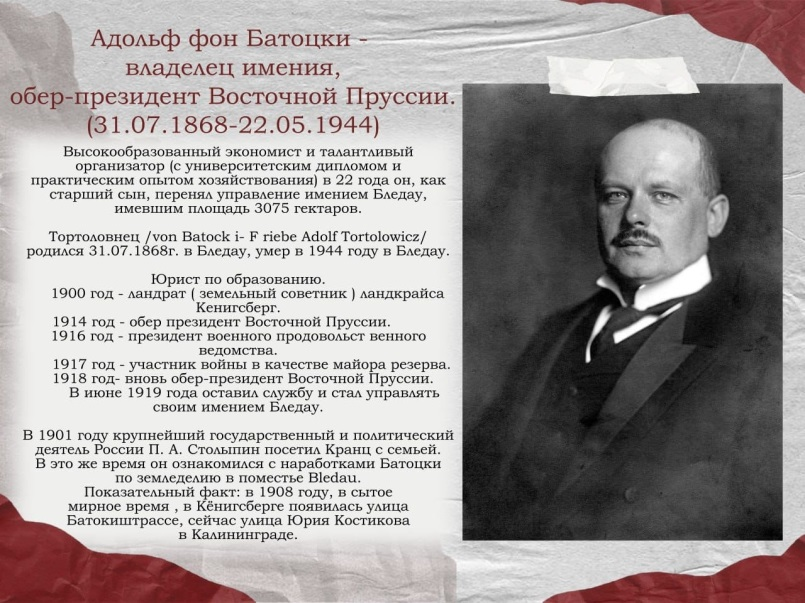 Адольф фон Батоцки -
владелец имения,
обер-президент Восточной Пруссии.
(31.07.1868-22.05.1944)
Высокообразованный экономист и талантливый
организатор (с университетским дипломом и
практическим опытом хозяйствования) в 22 года он, как
старший сын, перенял управление имением Бледау,
имевшим площадь 3075 гектаров.
Тортоловнец /von Batock i- F riebe Adolf Tortolowicz/
родился 31.07.1868г. в Бледау, умер в 1944 году в Бледау.
Юрист по образованию.
1900 год - ландрат ( земельный советник ) ландкрайса
Кенигсберг.
1914 год - обер президент Восточной Пруссии.
1916 год - президент военного продовольст венного
ведомства.
1917 год - участник войны в качестве майора резерва.
1918 год- вновь обер-президент Восточной Пруссии.
В июне 1919 года оставил службу и стал управлять
своим имением Бледау.
В 1901 году крупнейший государственный и политический
деятель России П. А. Столыпин посетил Кранц с семьей.
В это же время он ознакомился с наработками Батоцки
по земледелию в поместье Bledau.
Показательный факт: в 1908 году, в сытое
мирное время , в Кёнигсберге появилась улица
Батокиштрассе, сейчас улица Юрия Костикова
в Калининграде.